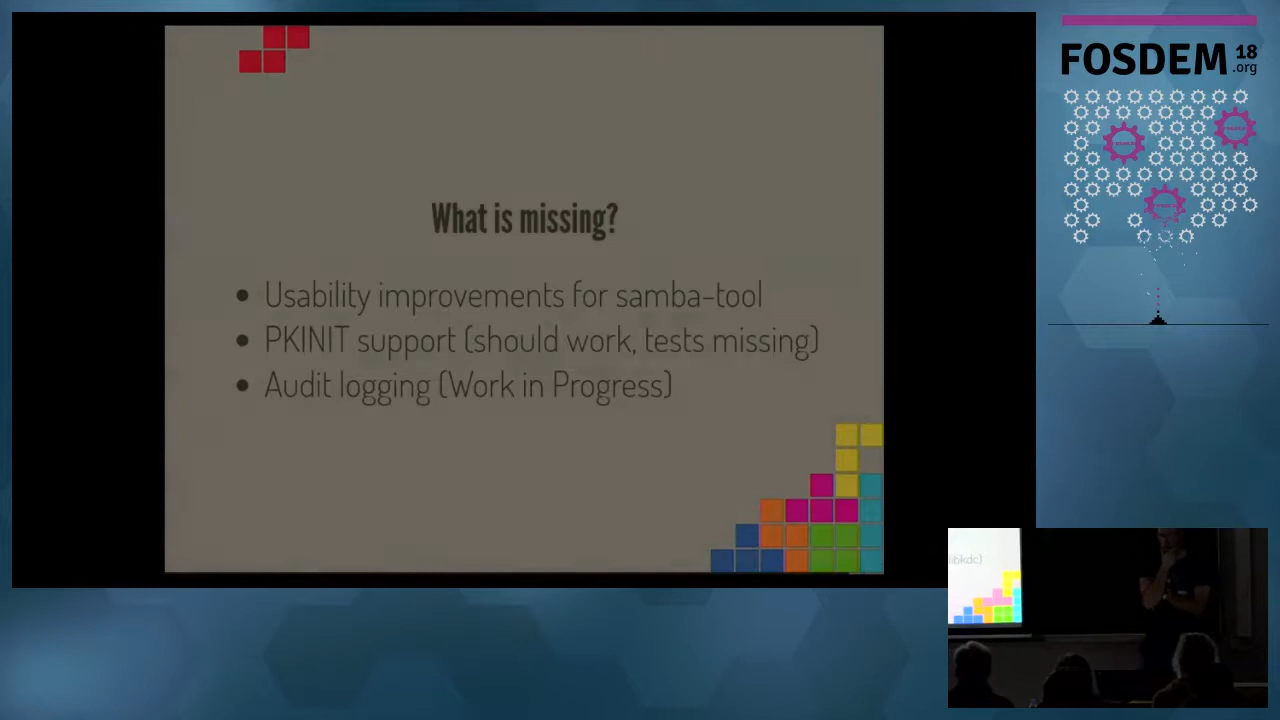 What is missing?
Usability improvements for samba-tool
PKINIT support (should work, tests missing)
Audit logging (Work in Progress)
FOSDEM 18
.org
libkdc)